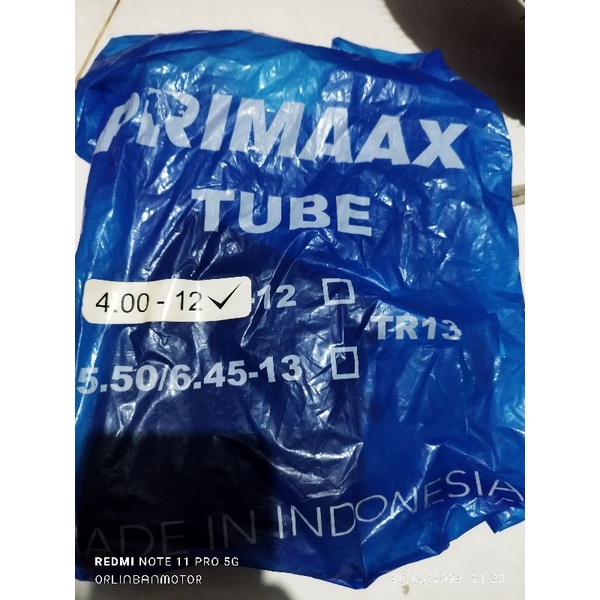 PRIMAAX
TUBE
4.00 - 12✓ -12
TR13
5.50/6.45-13
MADE IN INDONESIA
REDMI NOTE 11 PRO 5G
ORLINBANMOTOR